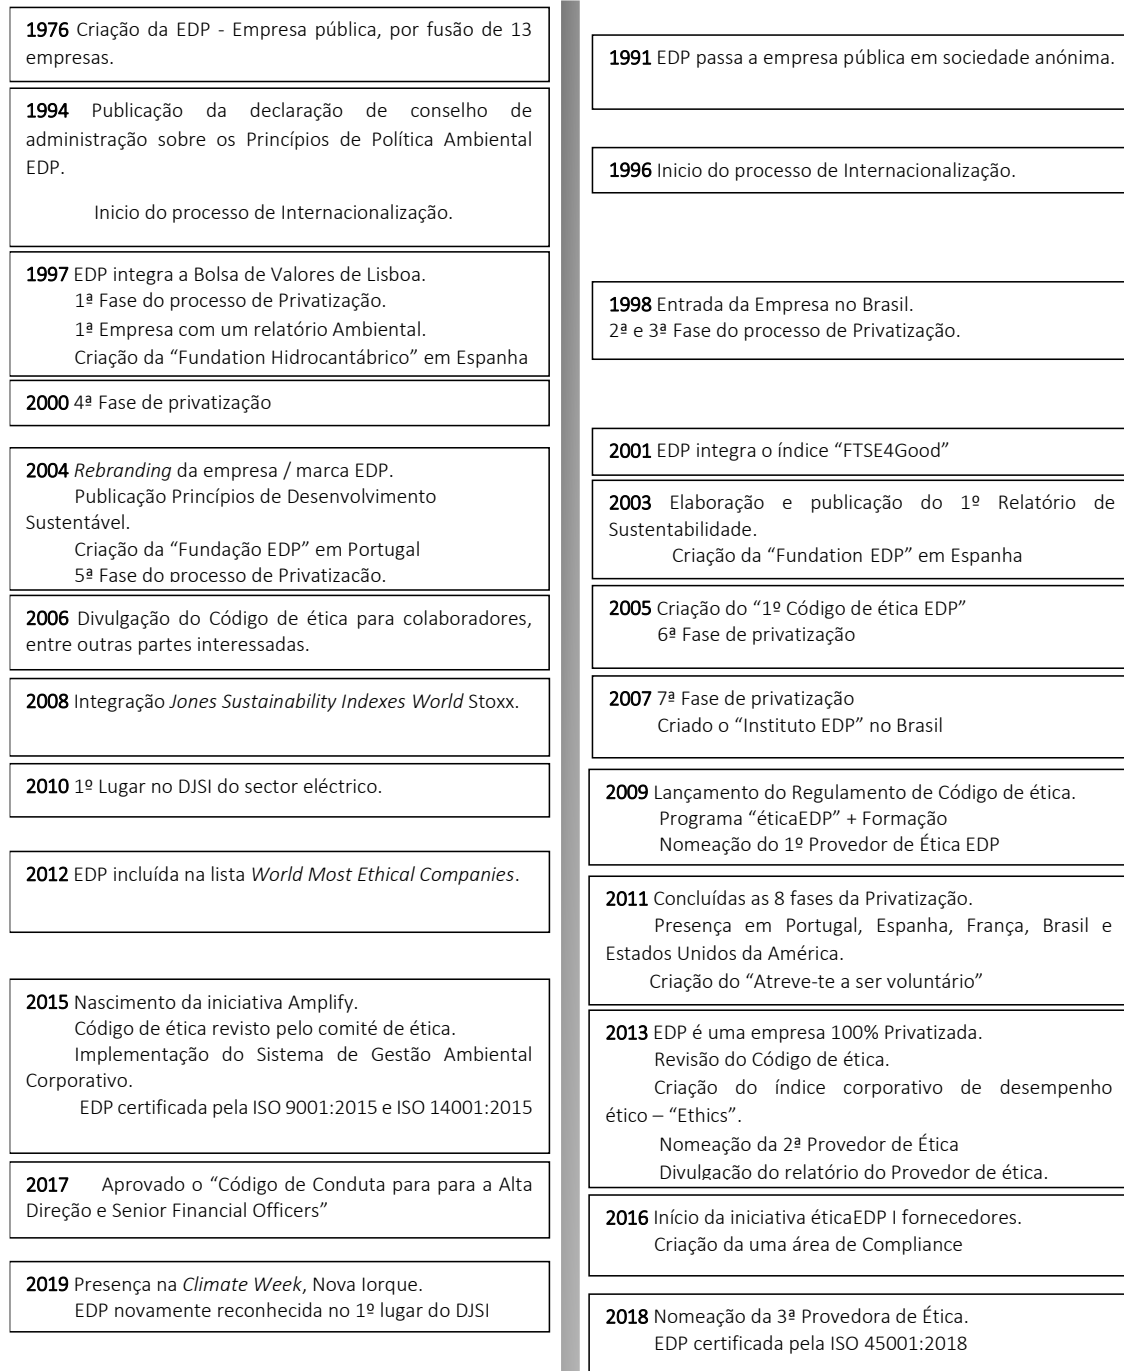 1976 Criação da EDP - Empresa pública, por fusão de 13
empresas.
1994 Publicação da declaração de conselho de
administração sobre os Princípios de Política Ambiental
EDP.
Inicio do processo de Internacionalização.
1997 EDP integra a Bolsa de Valores de Lisboa.
1ª Fase do processo de Privatização.
1ª Empresa com um relatório Ambiental.
Criação da “Fundation Hidrocantábrico” em Espanha
2000 4ª Fase de privatização
2004 Rebranding da empresa / marca EDP.
Publicação Princípios de Desenvolvimento
Sustentável.
Criação da “Fundação EDP” em Portugal
5ª Fase do processo de Privatização.
2006 Divulgação do Código de ética para colaboradores,
entre outras partes interessadas.
2008 Integração Jones Sustainability Indexes World Stoxx.
2010 1º Lugar no DJSI do sector eléctrico.
2012 EDP incluída na lista World Most Ethical Companies.
2015 Nascimento da iniciativa Amplify.
Código de ética revisto pelo comité de ética.
Implementação do Sistema de Gestão Ambiental
Corporativo.
EDP certificada pela ISO 9001:2015 e ISO 14001:2015
2017 Aprovado o “Código de Conduta para para a Alta
Direção e Senior Financial Officers”
2019 Presença na Climate Week, Nova Iorque.
EDP novamente reconhecida no 1º lugar do DJSI
1991 EDP passa a empresa pública em sociedade anónima.
1996 Inicio do processo de Internacionalização.
1998 Entrada da Empresa no Brasil.
2ª e 3ª Fase do processo de Privatização.
2001 EDP integra o índice “FTSE4Good”
2003 Elaboração e publicação do 1º Relatório de
Sustentabilidade.
Criação da “Fundation EDP” em Espanha
2005 Criação do “1º Código de ética EDP”
6ª Fase de privatização
2007 7ª Fase de privatização
Criado o “Instituto EDP” no Brasil
2009 Lançamento do Regulamento de Código de ética.
Programa “éticaEDP” + Formação
Nomeação do 1º Provedor de Ética EDP
2011 Concluídas as 8 fases da Privatização.
Presença em Portugal, Espanha, França, Brasil e
Estados Unidos da América.
Criação do “Atreve-te a ser voluntário”
2013 EDP é uma empresa 100% Privatizada.
Revisão do Código de ética.
Criação do índice corporativo de desempenho
ético – “Ethics”.
Nomeação da 2ª Provedor de Ética
Divulgação do relatório do Provedor de ética.
2016 Início da iniciativa éticaEDP I fornecedores.
Criação da uma área de Compliance
2018 Nomeação da 3ª Provedora de Ética.
EDP certificada pela ISO 45001:2018